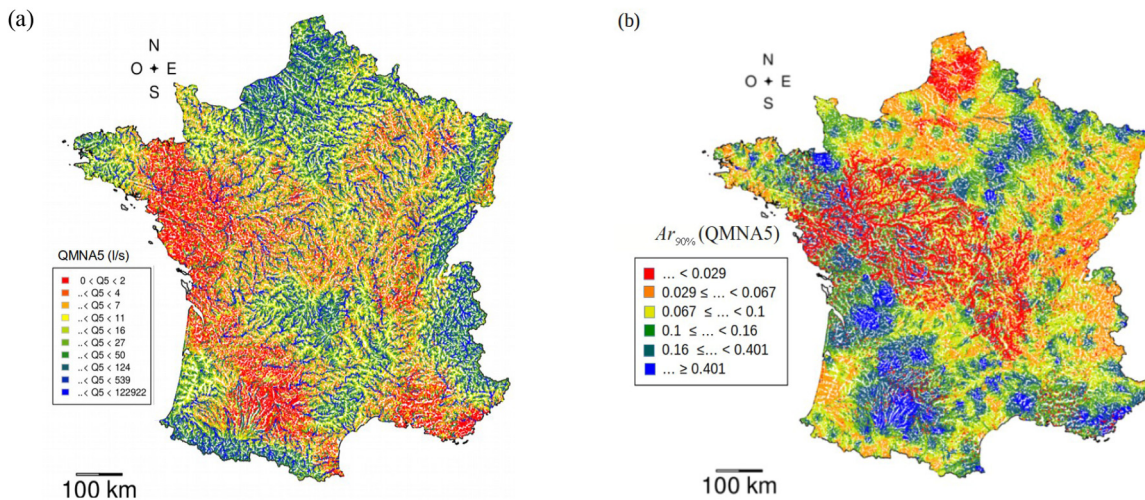 (a)
N
O E
S
QMNA5 (l/s)
0 < Q5 < 2
..< Q5 < 4
..< Q5 < 7
..< Q5 < 11
..< Q5 < 16
..< Q5 < 27
..< Q5 < 50
..< Q5 < 124
..< Q5 < 539
..< Q5 < 122922
100 km
(b)
N
O E
S
Ar90% (QMNA5)
... < 0.029
0.029 ≤ ... < 0.067
0.067 ≤ ... < 0.1
0.1 ≤ ... < 0.16
0.16 ≤... < 0.401
... ≥ 0.401
100 km